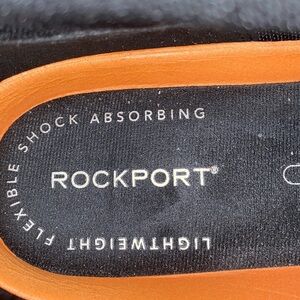 SHOCK ABSORBING
FLEXIBLE
LIGHTWEIGHT
ROCKPORT®